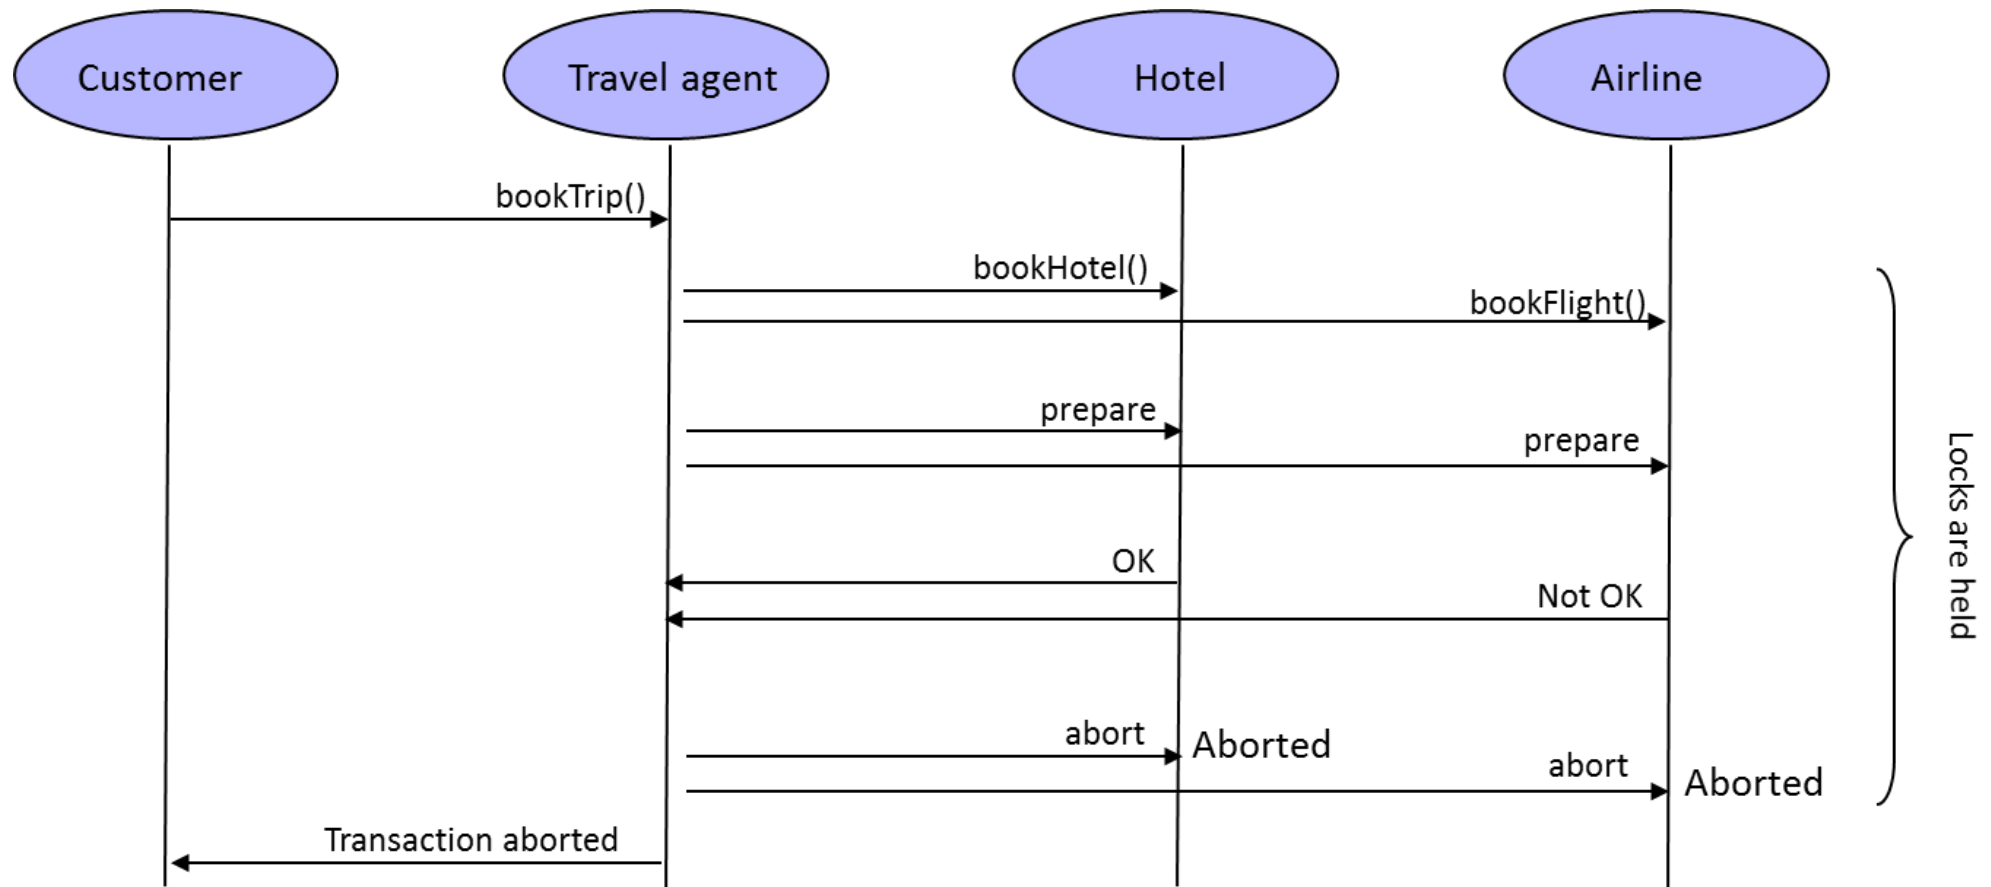 Customer
Travel agent
Hotel
Airline
bookTrip()
bookHotel()
bookFlight()
prepare
prepare
OK
Not OK
abort
Aborted
abort
Aborted
Transaction aborted
Locks are held